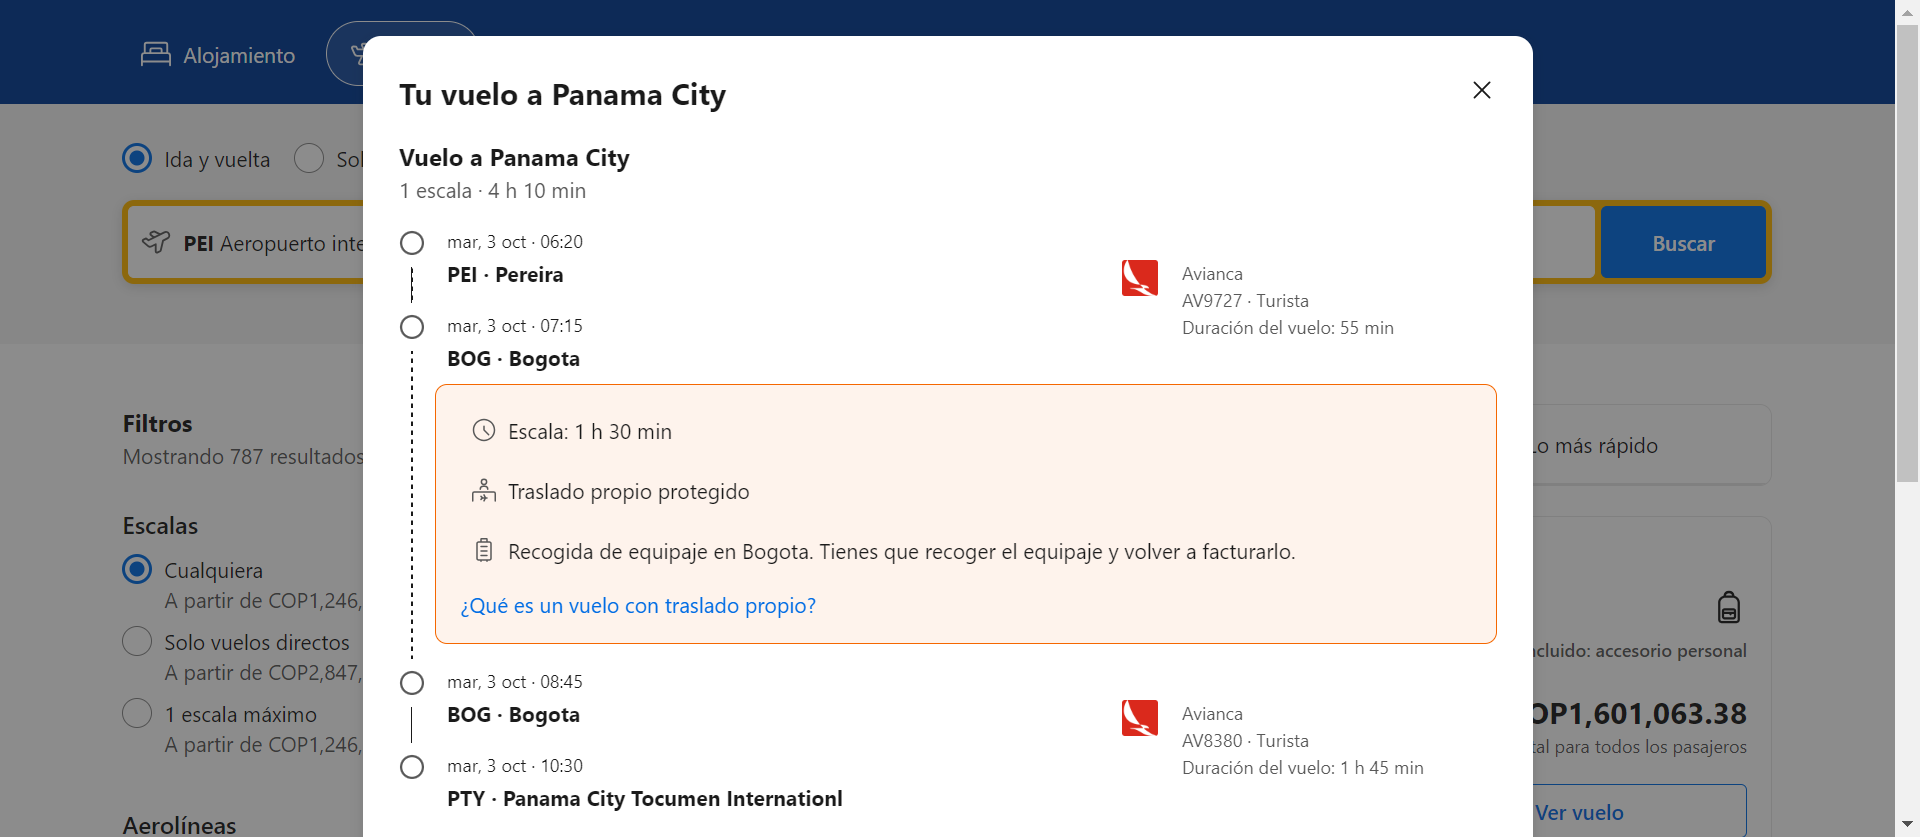 Alojamiento
Tu vuelo a Panama City
Vuelo a Panama City
1 escala · 4 h 10 min
Ida y vuelta
PEI Aeropuerto
Buscar
mar, 3 oct · 06:20
PEI · Pereira
Avianca
AV9727 · Turista
Duración del vuelo: 55 min
mar, 3 oct · 07:15
BOG · Bogota
Escala: 1 h 30 min
Traslado propio protegido
Recogida de equipaje en Bogota. Tienes que recoger el equipaje y volver a facturarlo.
¿Qué es un vuelo con traslado propio?
mar, 3 oct · 08:45
BOG · Bogota
Avianca
AV8380 · Turista
Duración del vuelo: 1 h 45 min
mar, 3 oct · 10:30
PTY · Panama City Tocumen Internationl
Filtros
Mostrando 787 resultados
Escalas
Cualquiera
A partir de COP1,246,
Solo vuelos directos
A partir de COP2,847,
1 escala máximo
A partir de COP1,246,
Aerolíneas
Lo más rápido
ncluido: accesorio personal
OP1,601,063.38
tal para todos los pasajeros
Ver vuelo